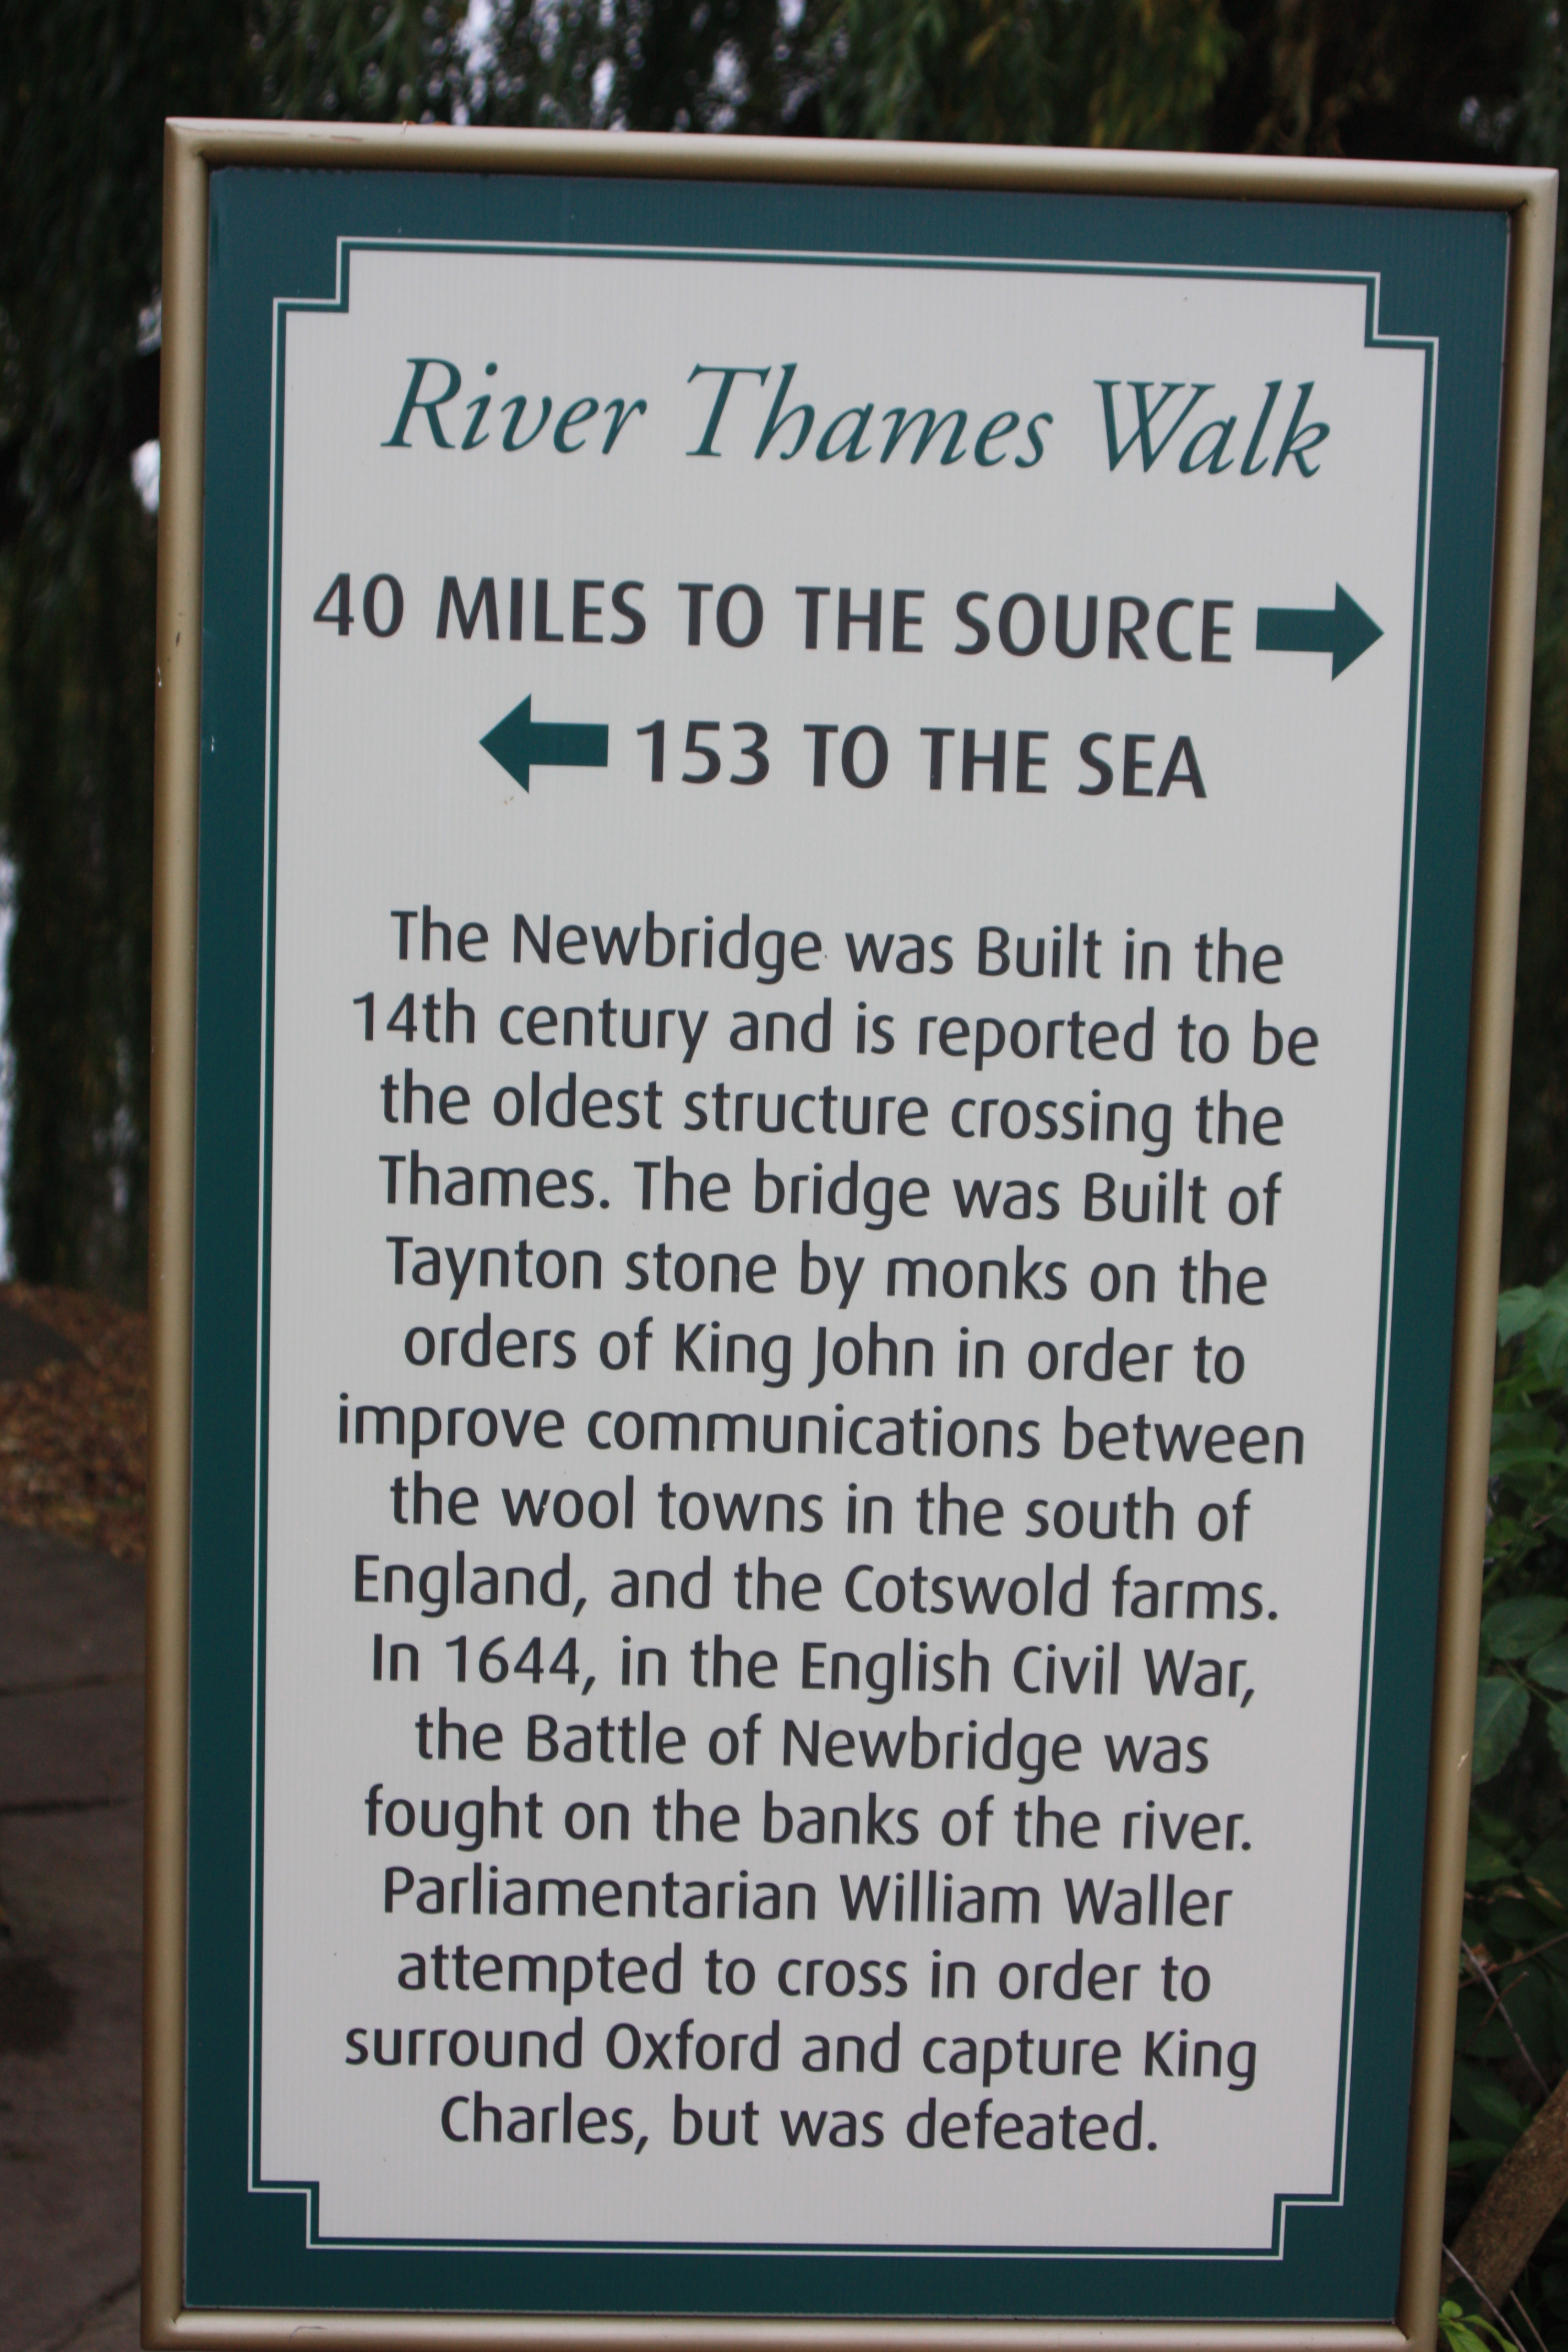 River Thames Walk
40 MILES TO THE SOURCE
153 TO THE SEA
The Newbridge was Built in the
14th century and is reported to be
the oldest structure crossing the
Thames. The bridge was Built of
Taynton stone by monks on the
orders of King John in order to
improve communications between
the wool towns in the south of
England, and the Cotswold farms.
In 1644, in the English Civil War,
the Battle of Newbridge was
fought on the banks of the river.
Parliamentarian William Waller
attempted to cross in order to
surround Oxford and capture King
Charles, but was defeated.